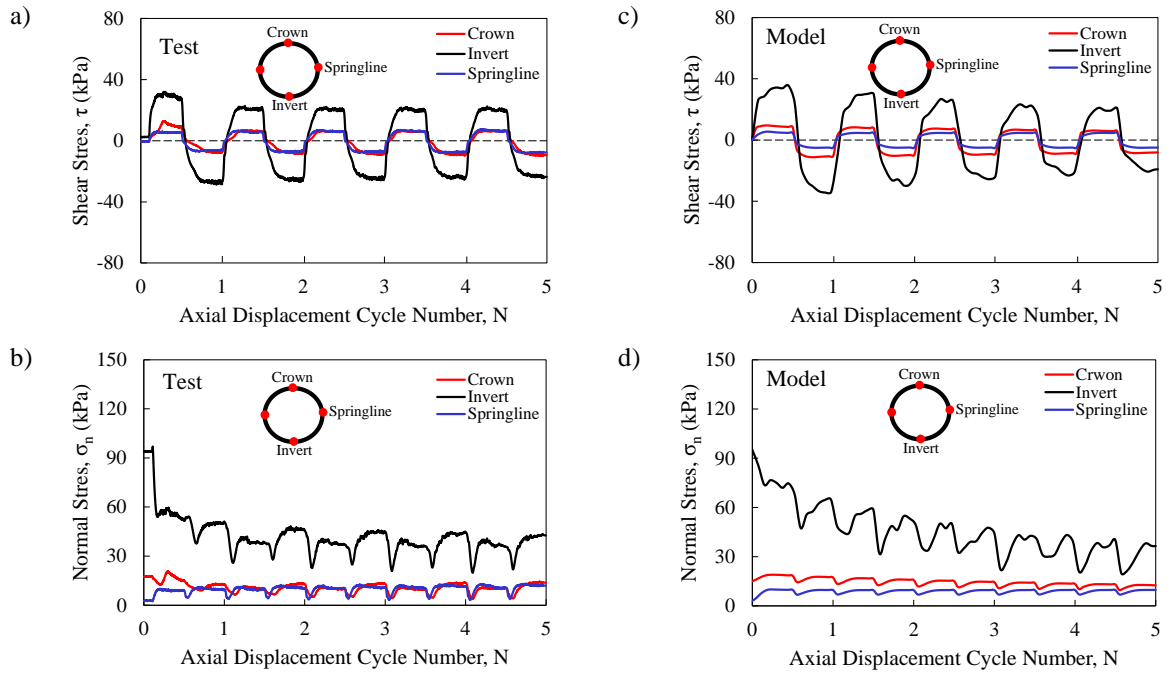 a)
Test
Crown
Springline
Invert
Crown
Invert
Springline
Shear Stres, τ (kPa)
80
40
0
-40
-80
0 1 2 3 4 5
Axial Displacement Cycle Number, N
c)
Model
Crown
Springline
Invert
Crown
Invert
Springline
Shear Stres, τ (kPa)
80
40
0
-40
-80
0 1 2 3 4 5
Axial Displacement Cycle Number, N
b)
Test
Crown
Springline
Invert
Crown
Invert
Springline
Normal Stres, σn (kPa)
150
120
90
60
30
0
0 1 2 3 4 5
Axial Displacement Cycle Number, N
d)
Model
Crown
Springline
Invert
Crwon
Invert
Springline
Normal Stres, σn (kPa)
150
120
90
60
30
0
0 1 2 3 4 5
Axial Displacement Cycle Number, N